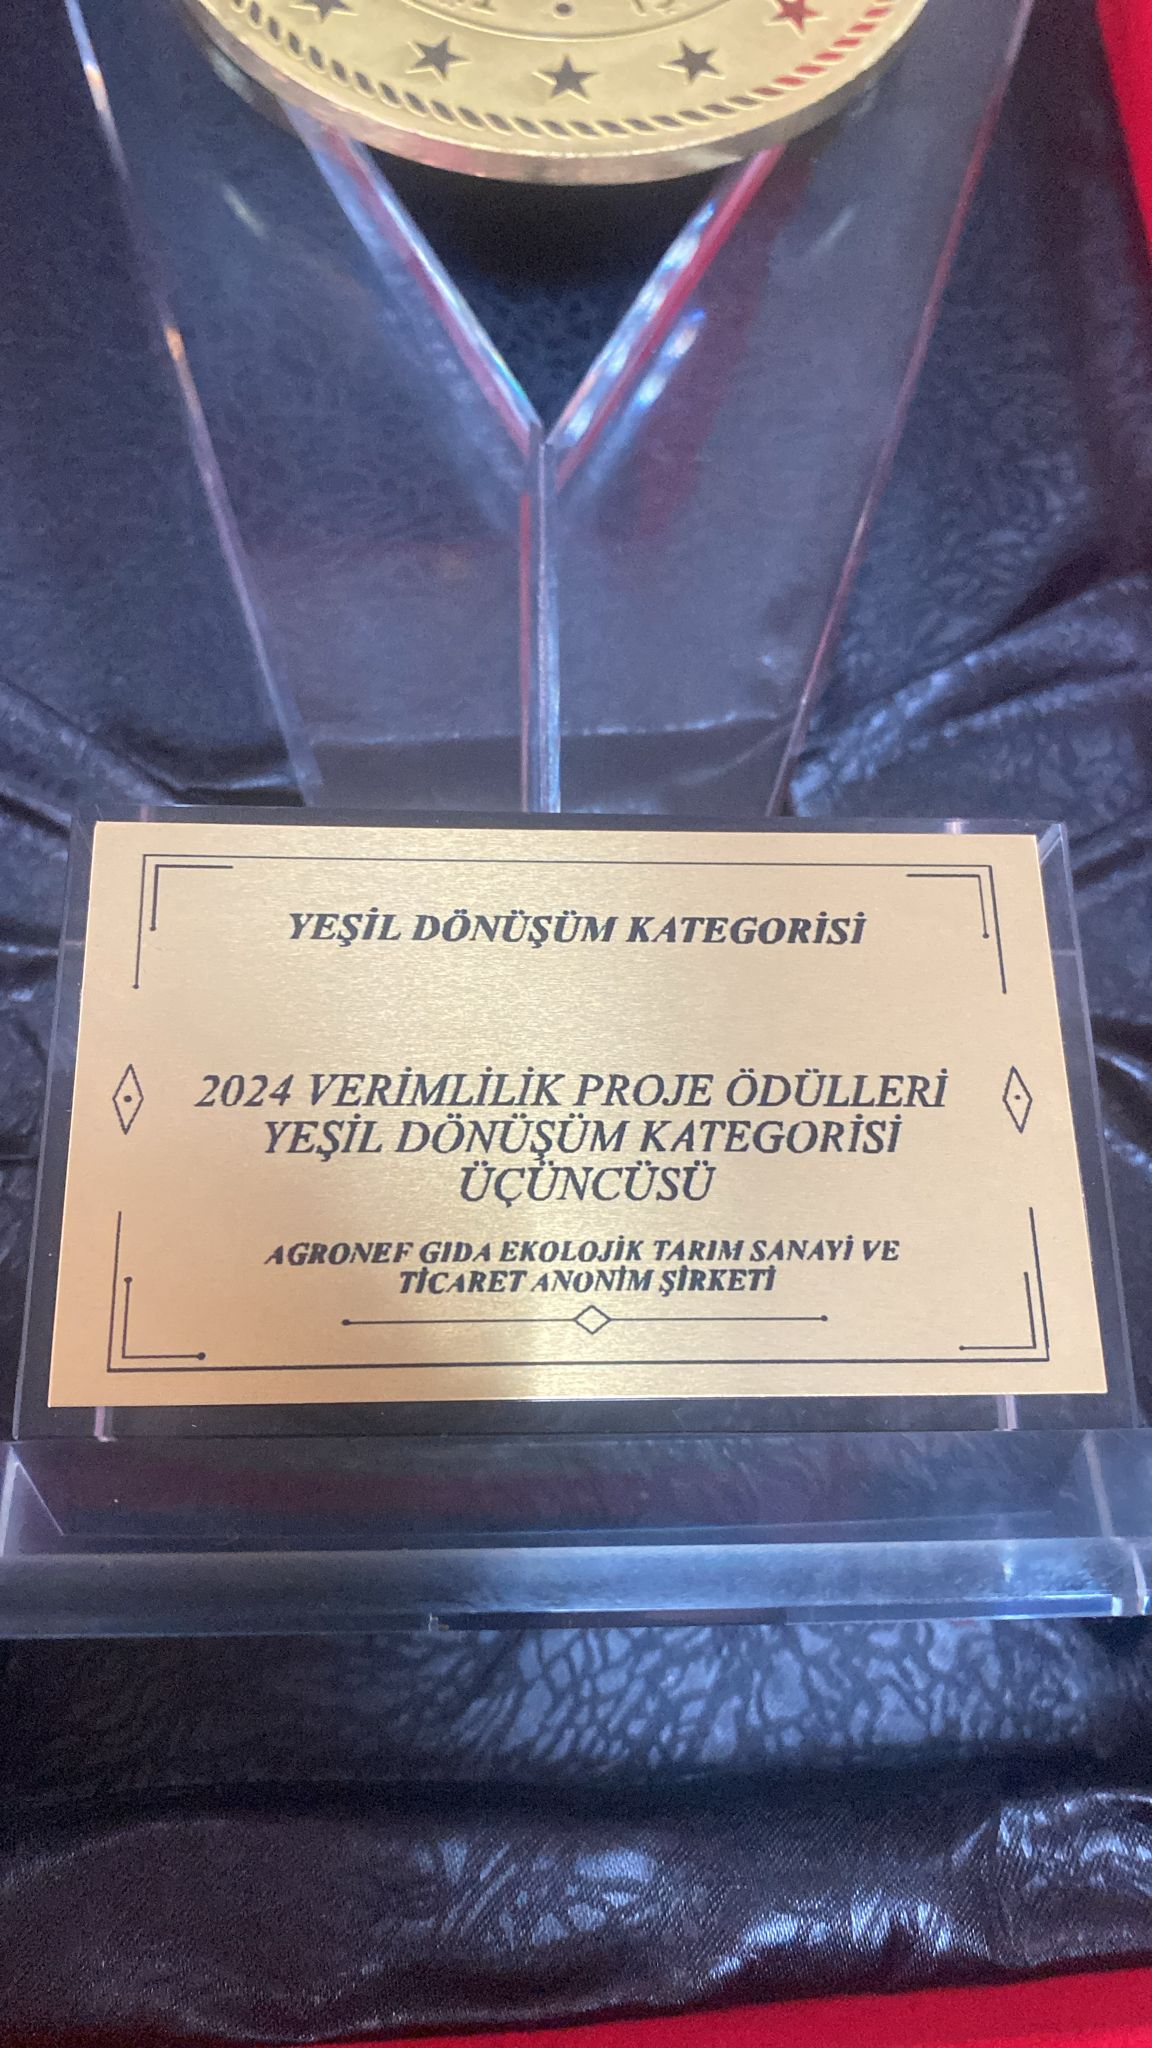 YEŞİL DÖNÜŞÜM KATEGORİSİ
2024 VERİMLİLİK PROJE ÖDÜLLERİ
YEŞİL DÖNÜŞÜM KATEGORİSİ
ÜÇÜNCÜSÜ
AGRONEF GIDA EKOLOJİK TARIM SANAYİ VE
TİCARET ANONİM ŞİRKETİ